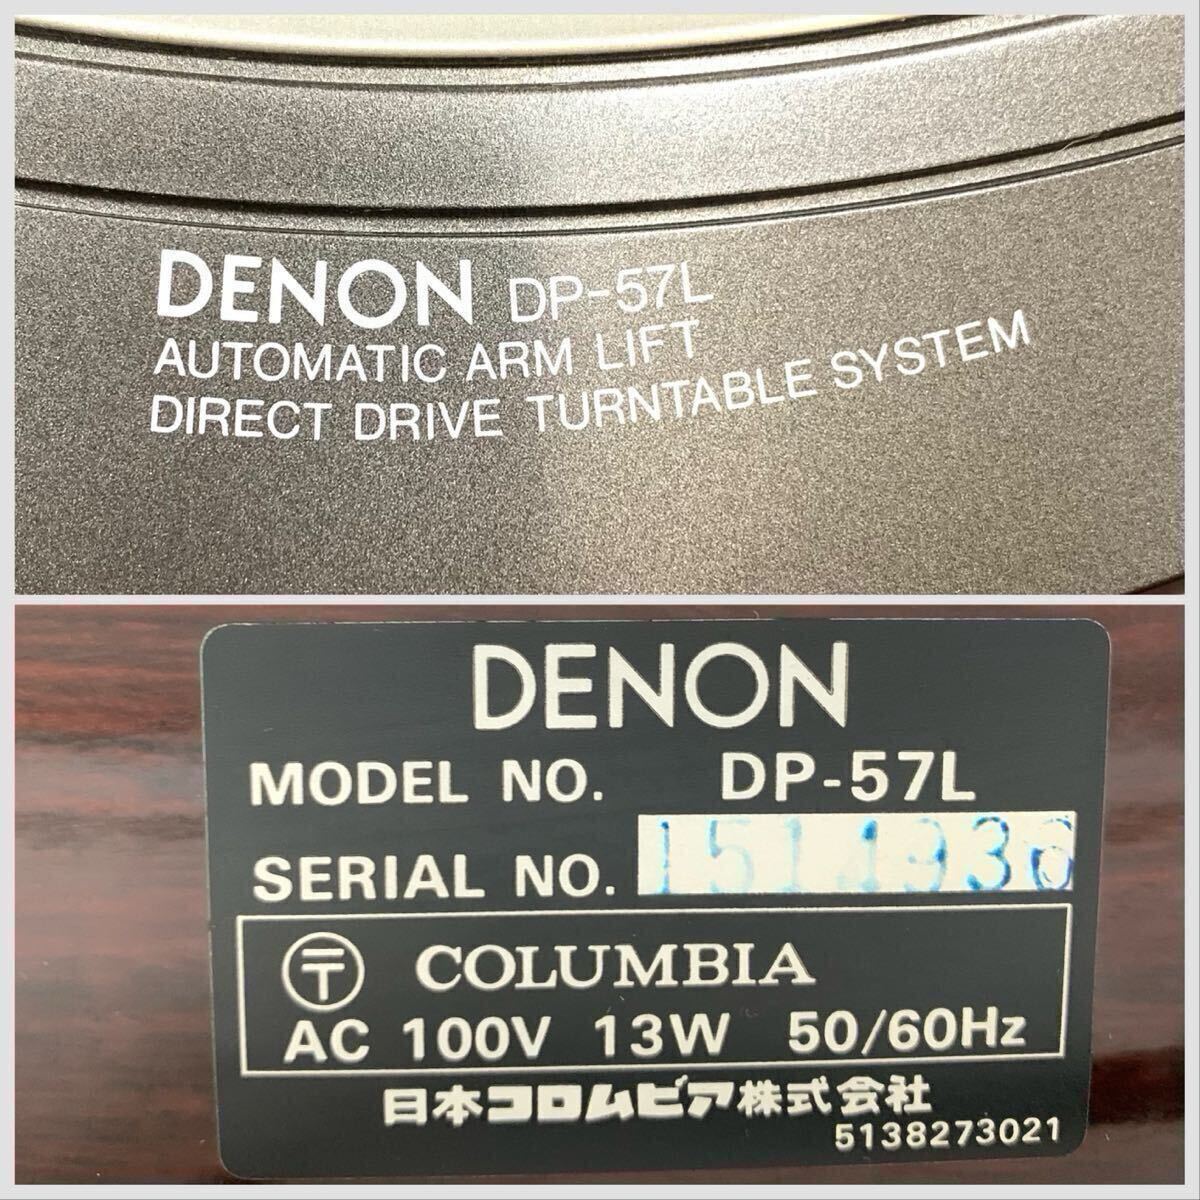 DENON DP-57L
AUTOMATIC ARM LIFT
DIRECT DRIVE TURNTABLE SYSTEM
DENON
MODEL NO. DP-57L
SERIAL NO. 1511936
〒 COLUMBIA
AC 100V 13W 50/60Hz
日本コロムビア株式会社
5138273021